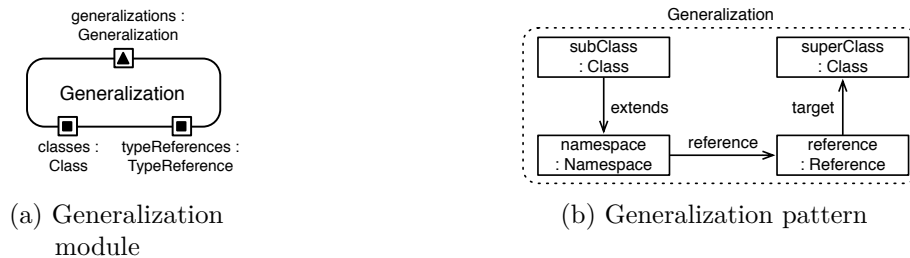 generalizations :
Generalization
Generalization
classes :
Class
typeReferences :
TypeReference
(a) Generalization
module
Generalization
subClass
: Class
superClass
: Class
extends
target
namespace
: Namespace
reference
reference
: Reference
(b) Generalization pattern